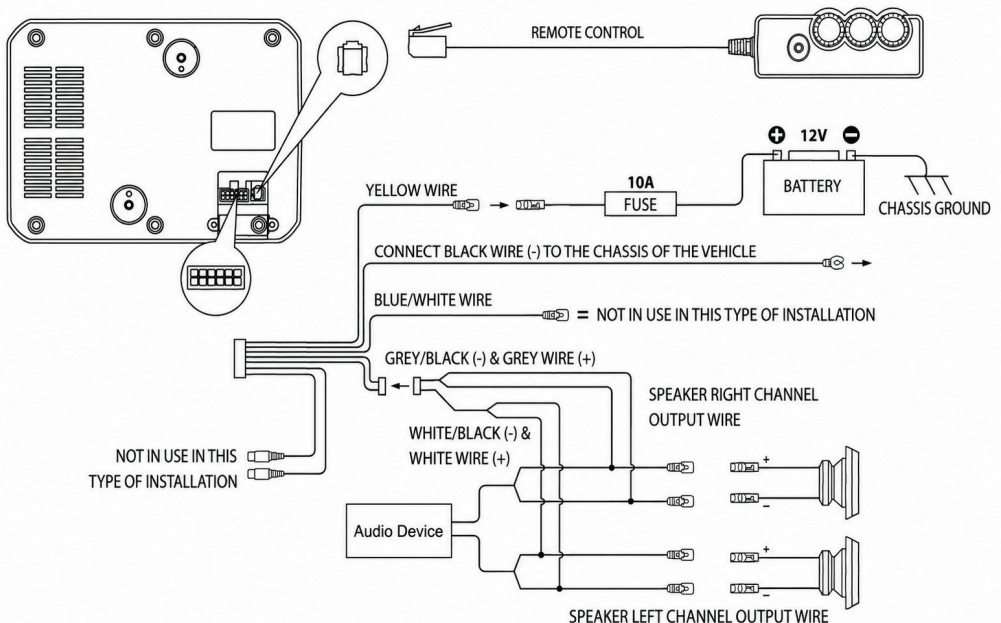 REMOTE CONTROL
+ 12V −
BATTERY
CHASSIS GROUND
10A
FUSE
YELLOW WIRE
CONNECT BLACK WIRE (-) TO THE CHASSIS OF THE VEHICLE
BLUE/WHITE WIRE
= NOT IN USE IN THIS TYPE OF INSTALLATION
GREY/BLACK (-) & GREY WIRE (+)
SPEAKER RIGHT CHANNEL
OUTPUT WIRE
WHITE/BLACK (-) &
WHITE WIRE (+)
NOT IN USE IN THIS
TYPE OF INSTALLATION
+
−
Audio Device
+
−
SPEAKER LEFT CHANNEL OUTPUT WIRE